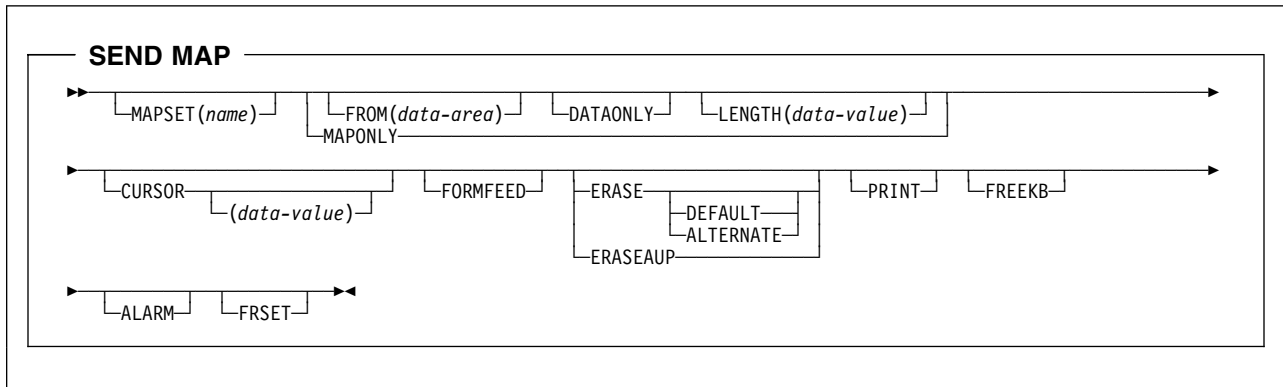 SEND MAP
MAPSET(name) FROM(data-area) DATAONLY LENGTH(data-value)
MAPONLY
CURSOR (data-value) FORMFEED ERASE PRINT FREEKB
DEFAULT
ALTERNATE
ERASEAUP
ALARM FRSET